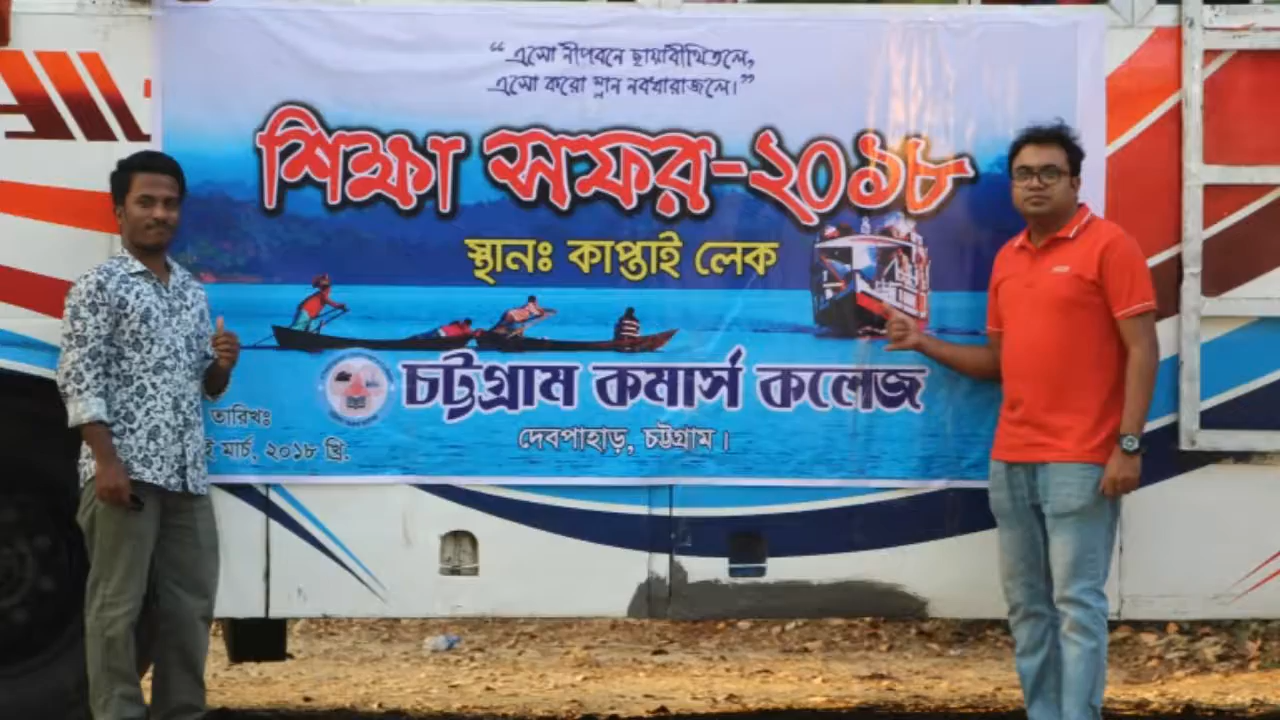 “ এসো নীপবনে ছায়াবীথিতলে,
এসো করো স্নান নবধারাজলে।”
শিক্ষা সফর-২০১৮
স্থানঃ কাপ্তাই লেক
চট্টগ্রাম কমার্স কলেজ
দেবপাহাড়, চট্টগ্রাম।
তারিখঃ
ই মার্চ, ২০১৮ খ্রি.